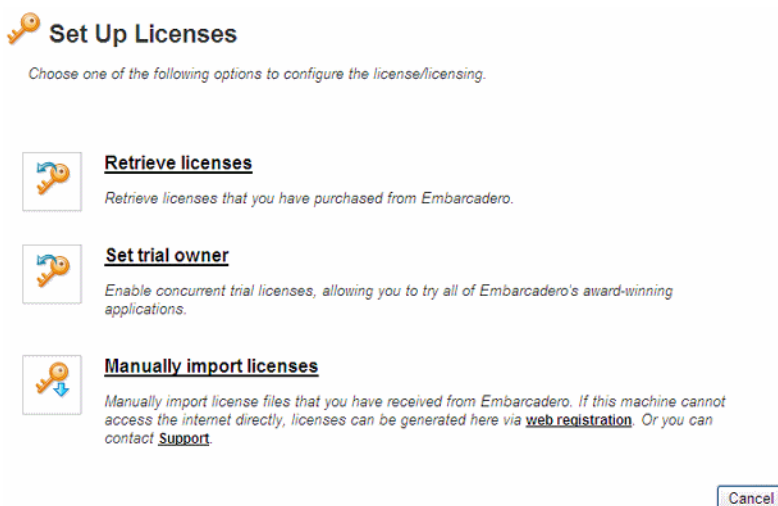 Set Up Licenses
Choose one of the following options to configure the license/licensing.
Retrieve licenses
Retrieve licenses that you have purchased from Embarcadero.
Set trial owner
Enable concurrent trial licenses, allowing you to try all of Embarcadero's award-winning
applications.
Manually import licenses
Manually import license files that you have received from Embarcadero. If this machine cannot
access the internet directly, licenses can be generated here via web registration. Or you can
contact Support.
Cancel